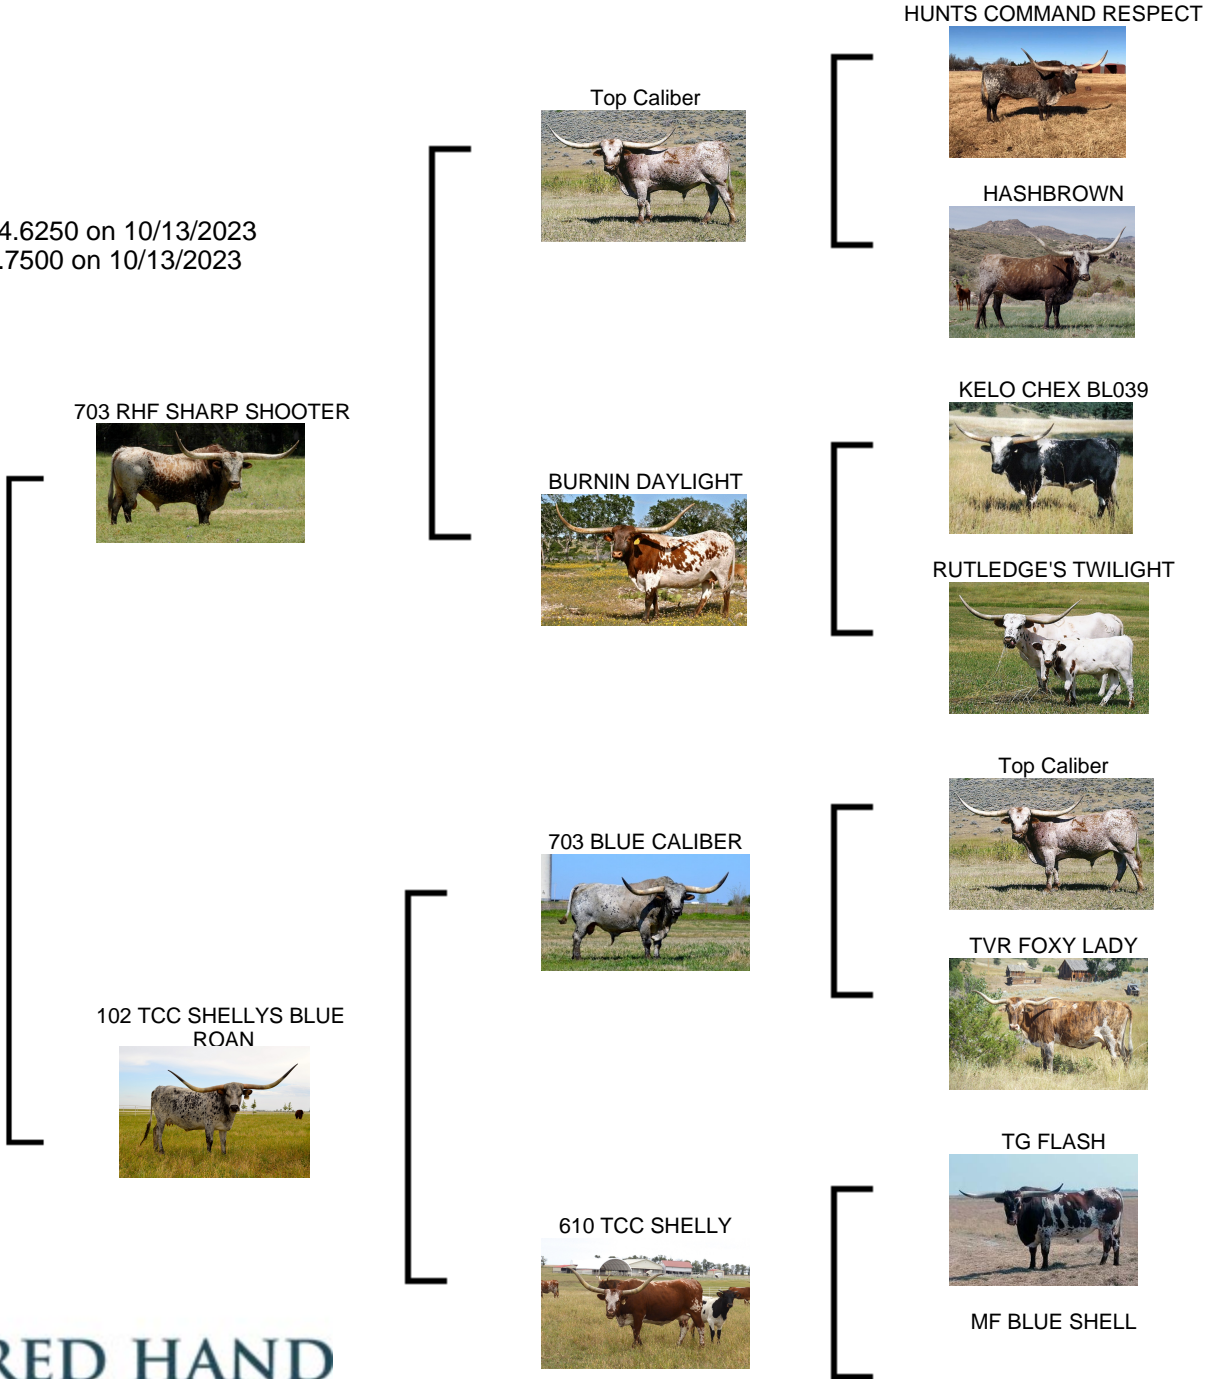 HUNTS COMMAND RESPECT
Top Caliber
HASHBROWN
4.6250 on 10/13/2023
.7500 on 10/13/2023
KELO CHEX BL039
703 RHF SHARP SHOOTER
BURNIN DAYLIGHT
RUTLEDGE'S TWILIGHT
Top Caliber
703 BLUE CALIBER
TVR FOXY LADY
102 TCC SHELLYS BLUE
ROAN
TG FLASH
610 TCC SHELLY
MF BLUE SHELL
RED HAND